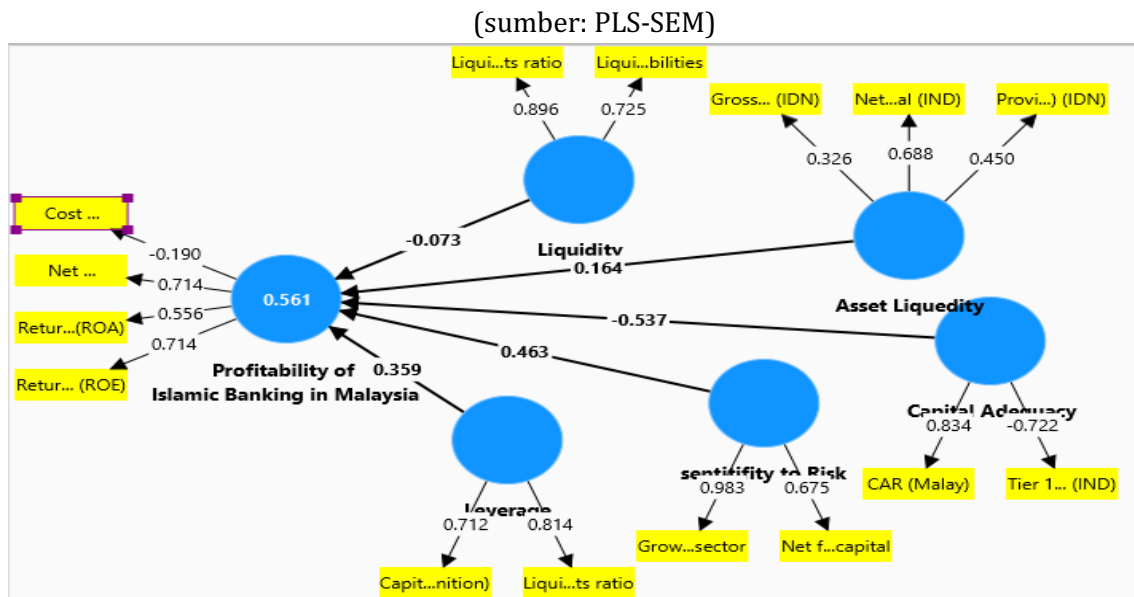 (sumber: PLS-SEM)
Liqui...ts ratio
Liqui...bilities
Gross... (IDN)
Net...al (IND)
Provi...) (IDN)
0.896
0.725
0.326
0.688
0.450
Cost ...
-0.190
Net ...
0.714
Retur...(ROA)
0.556
Retur... (ROE)
0.714
0.561
Profitability of
Islamic Banking in Malaysia
-0.073
Liquidity
0.164
Asset Liquedity
-0.537
0.463
0.359
Capital Adequacy
0.834
-0.722
CAR (Malay)
Tier 1... (IND)
sentitifity to Risk
0.983
0.675
Grow...sector
Net f...capital
Leverage
0.712
0.814
Capit...nition)
Liqui...ts ratio